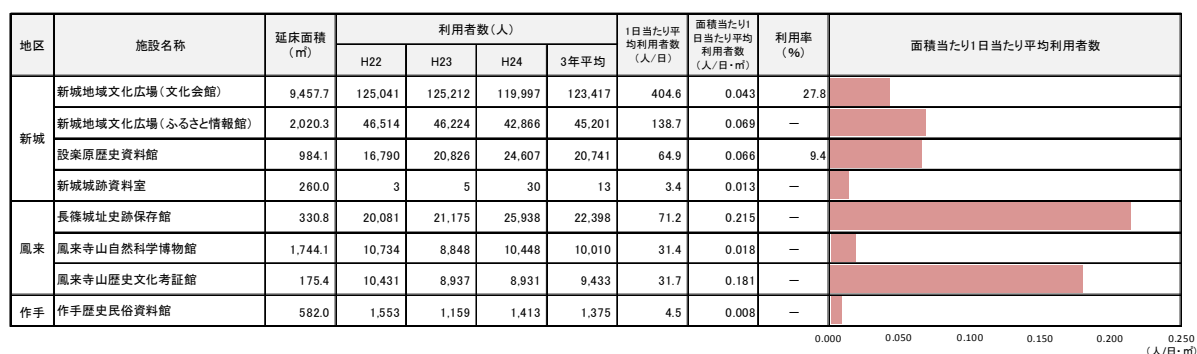 地区 施設名称 延床面積（㎡） 利用者数（人） 1日当たり平均利用者数（人/日） 面積当たり1日当たり平均利用者数（人/日・㎡） 利用率（%） 面積当たり1日当たり平均利用者数
H22 H23 H24 3年平均
新城 新城地域文化広場（文化会館） 9,457.7 125,041 125,212 119,997 123,417 404.6 0.043 27.8
新城地域文化広場（ふるさと情報館） 2,020.3 46,514 46,224 42,866 45,201 138.7 0.069 －
設楽原歴史資料館 984.1 16,790 20,826 24,607 20,741 64.9 0.066 9.4
新城城跡資料室 260.0 3 5 30 13 3.4 0.013 －
鳳来 長篠城址史跡保存館 330.8 20,081 21,175 25,938 22,398 71.2 0.215 －
鳳来寺山自然科学博物館 1,744.1 10,734 8,848 10,448 10,010 31.4 0.018 －
鳳来寺山歴史文化考証館 175.4 10,431 8,937 8,931 9,433 31.7 0.181 －
作手 作手歴史民俗資料館 582.0 1,553 1,159 1,413 1,375 4.5 0.008 －
0.000 0.050 0.100 0.150 0.200 0.250
（人/日・㎡）